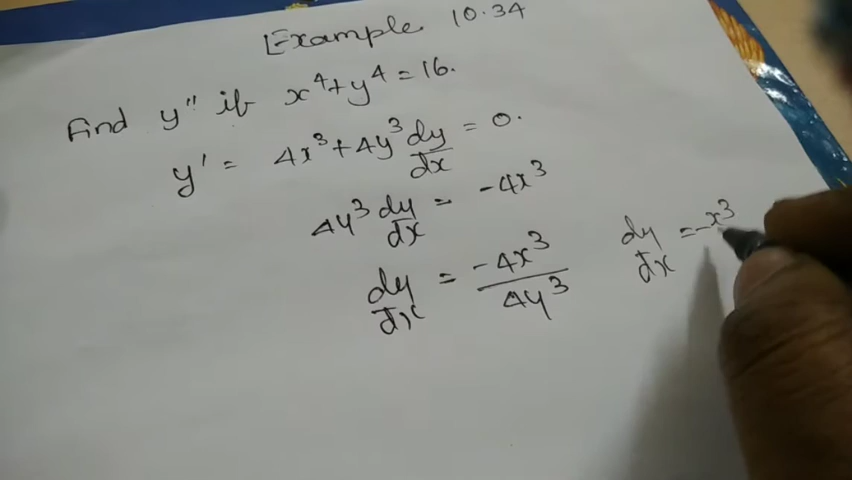 Example 10.34
Find y'' if x⁴+y⁴=16.
y' = 4x³+4y³ dy/dx = 0.
4y³ dy/dx = -4x³
dy/dx = -4x³/4y³
dy/dx = -x³